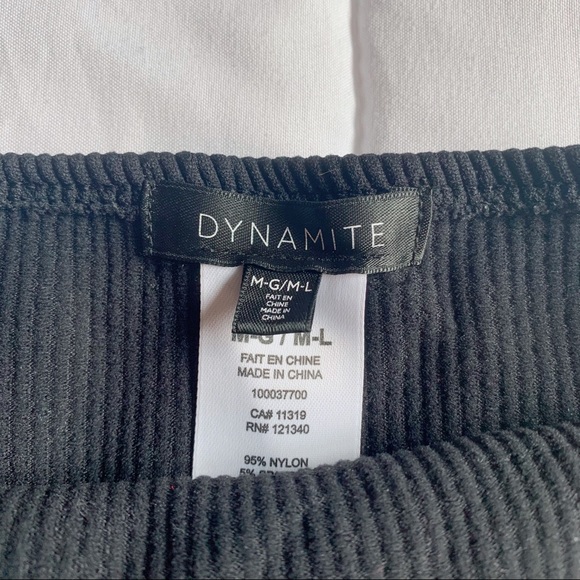 DYNAMITE
M-G/M-L
FAIT EN
CHINE
MADE IN
CHINA
M-G / M-L
FAIT EN CHINE
MADE IN CHINA
100037700
CA# 11319
RN# 121340
95% NYLON
5%